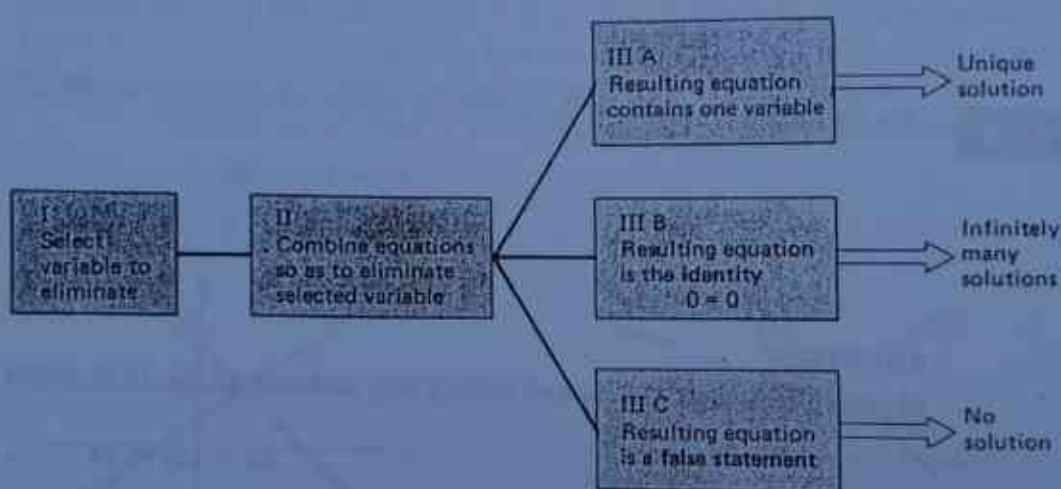 I
Select
variable to
eliminate
II
Combine equations
so as to eliminate
selected variable
III A
Resulting equation
contains one variable
Unique
solution
III B
Resulting equation
is the identity
0 = 0
Infinitely
many
solutions
III C
Resulting equation
is a false statement
No
solution